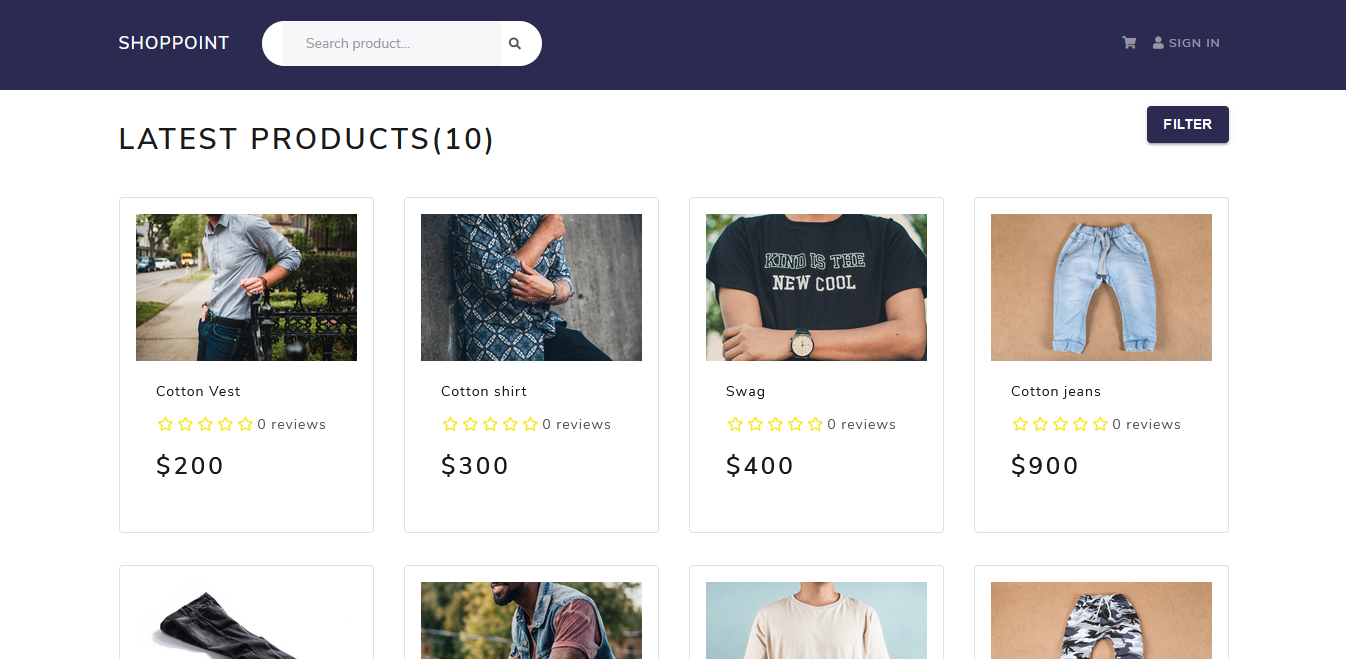 SHOPPOINT
Search product...
SIGN IN
LATEST PRODUCTS(10)
FILTER
KIND IS THE
NEW COOL
Cotton Vest
0 reviews
$200
Cotton shirt
0 reviews
$300
Swag
0 reviews
$400
Cotton jeans
0 reviews
$900